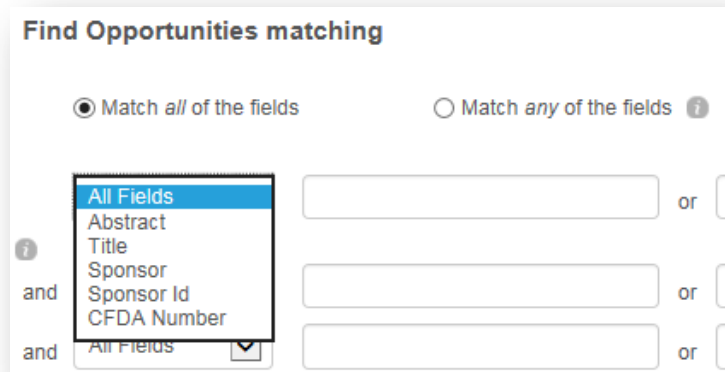 Find Opportunities matching
Match all of the fields Match any of the fields i
All Fields
or
Abstract
Title
i
Sponsor
and
Sponsor Id
or
CFDA Number
and All Fields or